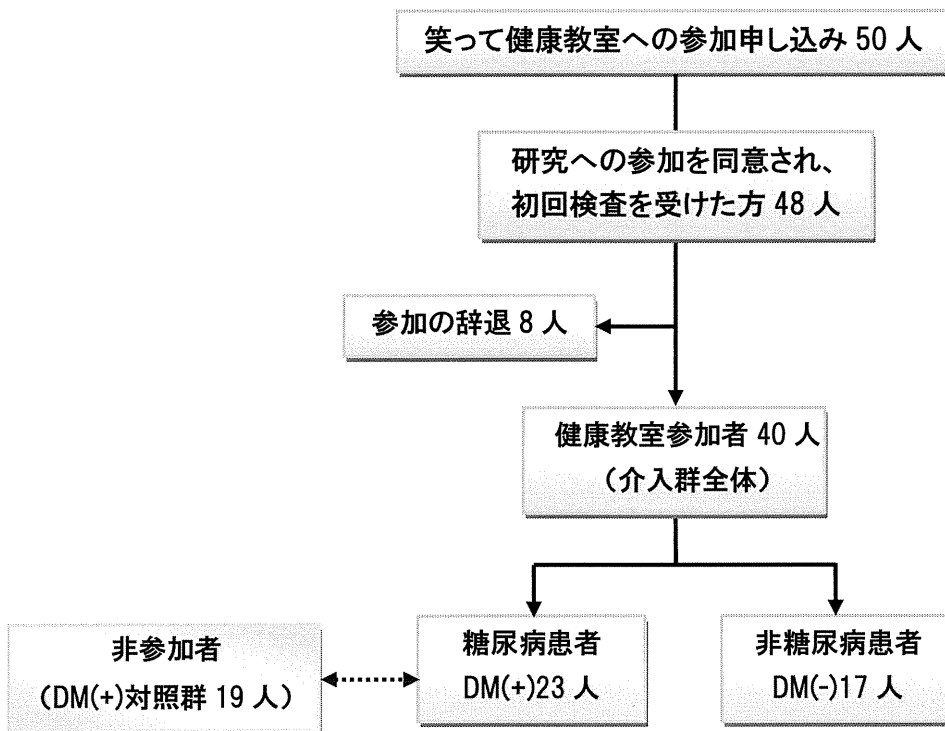 笑って健康教室への参加申し込み 50 人
研究への参加を同意され、
初回検査を受けた方 48 人
参加の辞退 8 人
健康教室参加者 40 人
（介入群全体）
非参加者
（DM(+)対照群 19 人）
糖尿病患者
DM(+)23 人
非糖尿病患者
DM(-)17 人